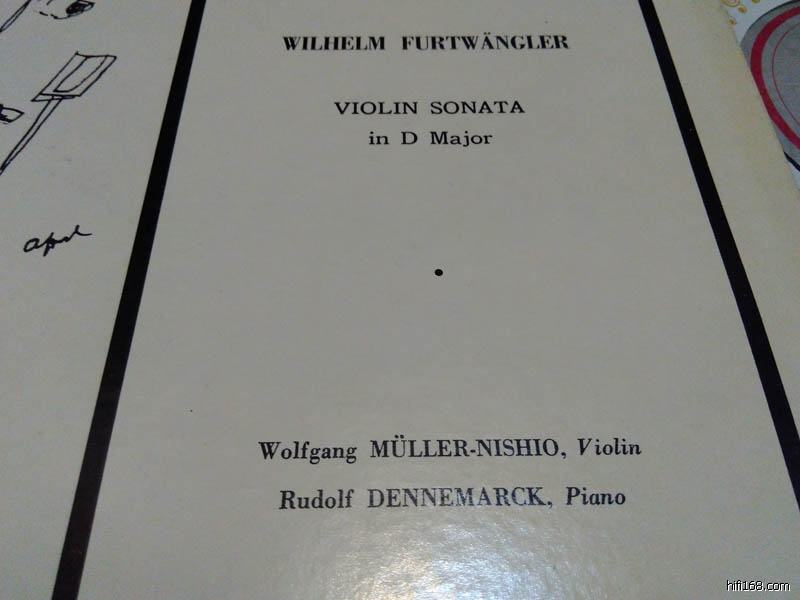 WILHELM FURTWÄNGLER
VIOLIN SONATA
in D Major
Wolfgang MÜLLER-NISHIO, Violin
Rudolf DENNEMARCK, Piano
hifi168.com